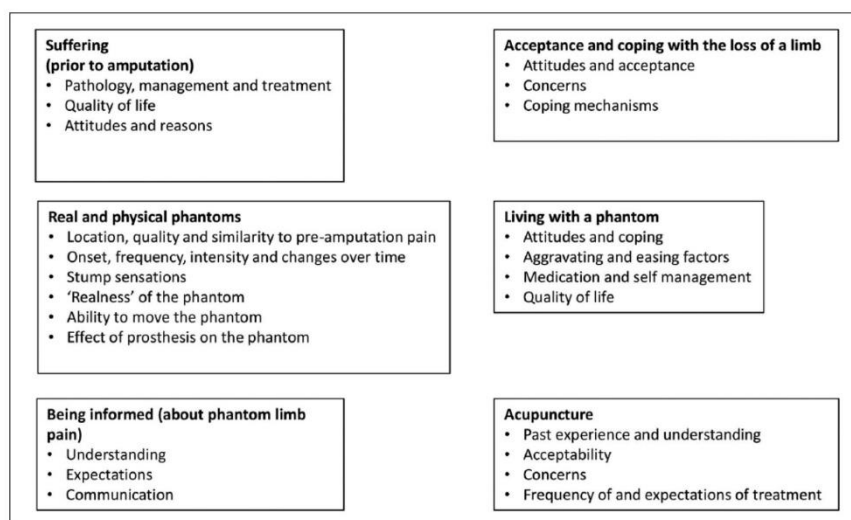 Suffering
(prior to amputation)
• Pathology, management and treatment
• Quality of life
• Attitudes and reasons
Acceptance and coping with the loss of a limb
• Attitudes and acceptance
• Concerns
• Coping mechanisms
Real and physical phantoms
• Location, quality and similarity to pre-amputation pain
• Onset, frequency, intensity and changes over time
• Stump sensations
• ‘Realness’ of the phantom
• Ability to move the phantom
• Effect of prosthesis on the phantom
Living with a phantom
• Attitudes and coping
• Aggravating and easing factors
• Medication and self management
• Quality of life
Being informed (about phantom limb
pain)
• Understanding
• Expectations
• Communication
Acupuncture
• Past experience and understanding
• Acceptability
• Concerns
• Frequency of and expectations of treatment